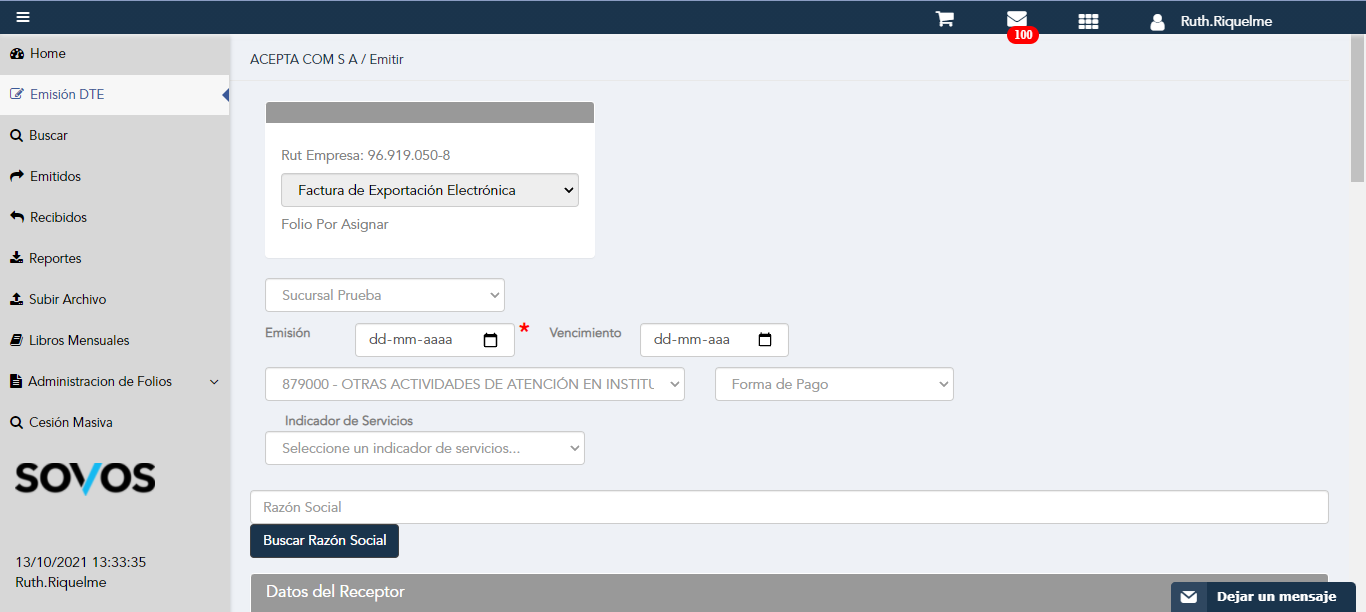 Ruth.Riquelme
100
Home
Emisión DTE
Buscar
Emitidos
Recibidos
Reportes
Subir Archivo
Libros Mensuales
Administracion de Folios
Cesión Masiva
sovos
13/10/2021 13:33:35
Ruth.Riquelme
ACEPTA COM S A / Emitir
Rut Empresa: 96.919.050-8
Factura de Exportación Electrónica
Folio Por Asignar
Sucursal Prueba
Emisión dd-mm-aaaa * Vencimiento dd-mm-aaa
879000 - OTRAS ACTIVIDADES DE ATENCIÓN EN INSTITU Forma de Pago
Indicador de Servicios
Seleccione un indicador de servicios...
Razón Social
Buscar Razón Social
Datos del Receptor
Dejar un mensaje